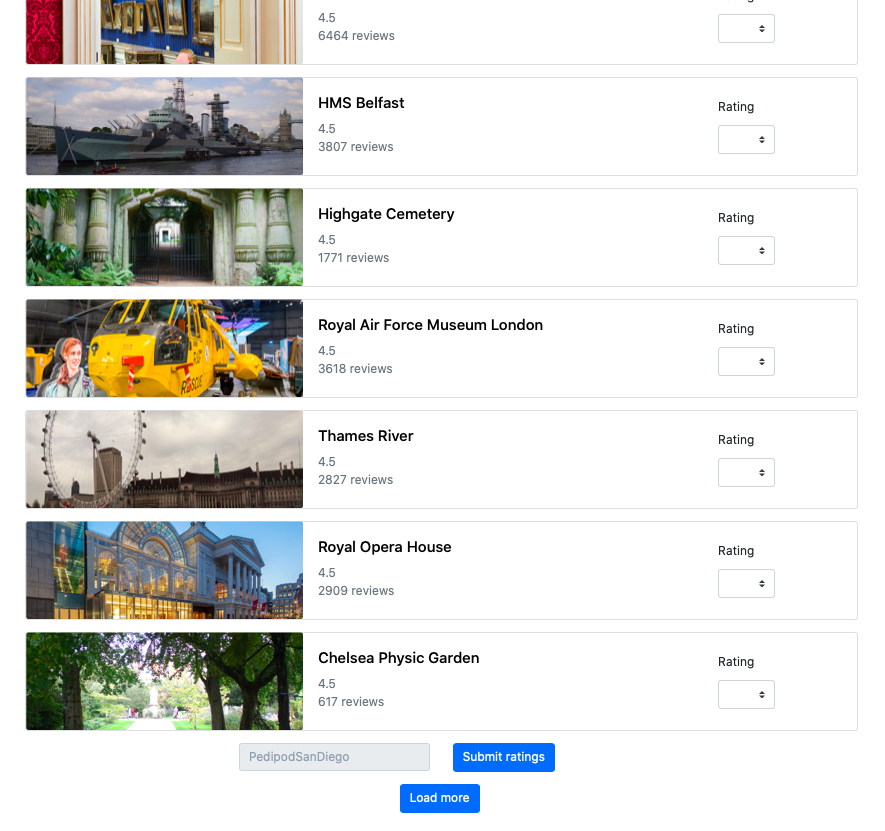 4.5
6464 reviews
HMS Belfast
4.5
3807 reviews
Rating
Highgate Cemetery
4.5
1771 reviews
Rating
Royal Air Force Museum London
4.5
3618 reviews
Rating
RESCUE
Thames River
4.5
2827 reviews
Rating
Royal Opera House
4.5
2909 reviews
Rating
Chelsea Physic Garden
4.5
617 reviews
Rating
PedipodSanDiego
Submit ratings
Load more